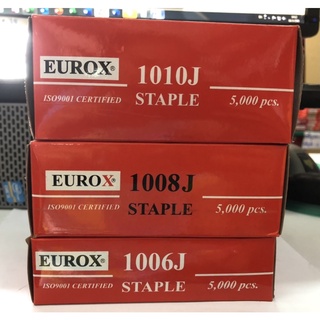 EUROX® 1010J
ISO9001 CERTIFIED STAPLE 5,000 pcs.
EUROX® 1008J
ISO9001 CERTIFIED STAPLE 5,000 pcs.
EUROX® 1006J
ISO9001 CERTIFIED STAPLE 5,000 pcs.